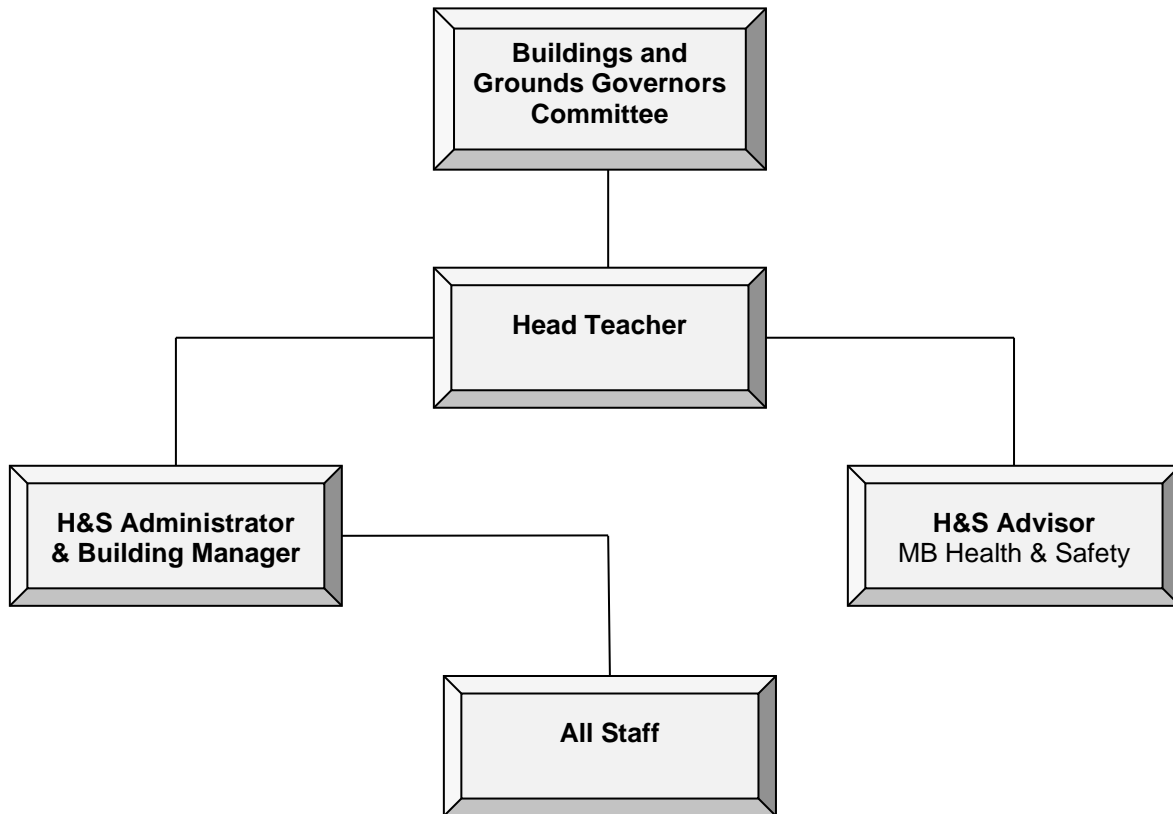 Buildings and
Grounds Governors
Committee
Head Teacher
H&S Administrator
& Building Manager
H&S Advisor
MB Health & Safety
All Staff